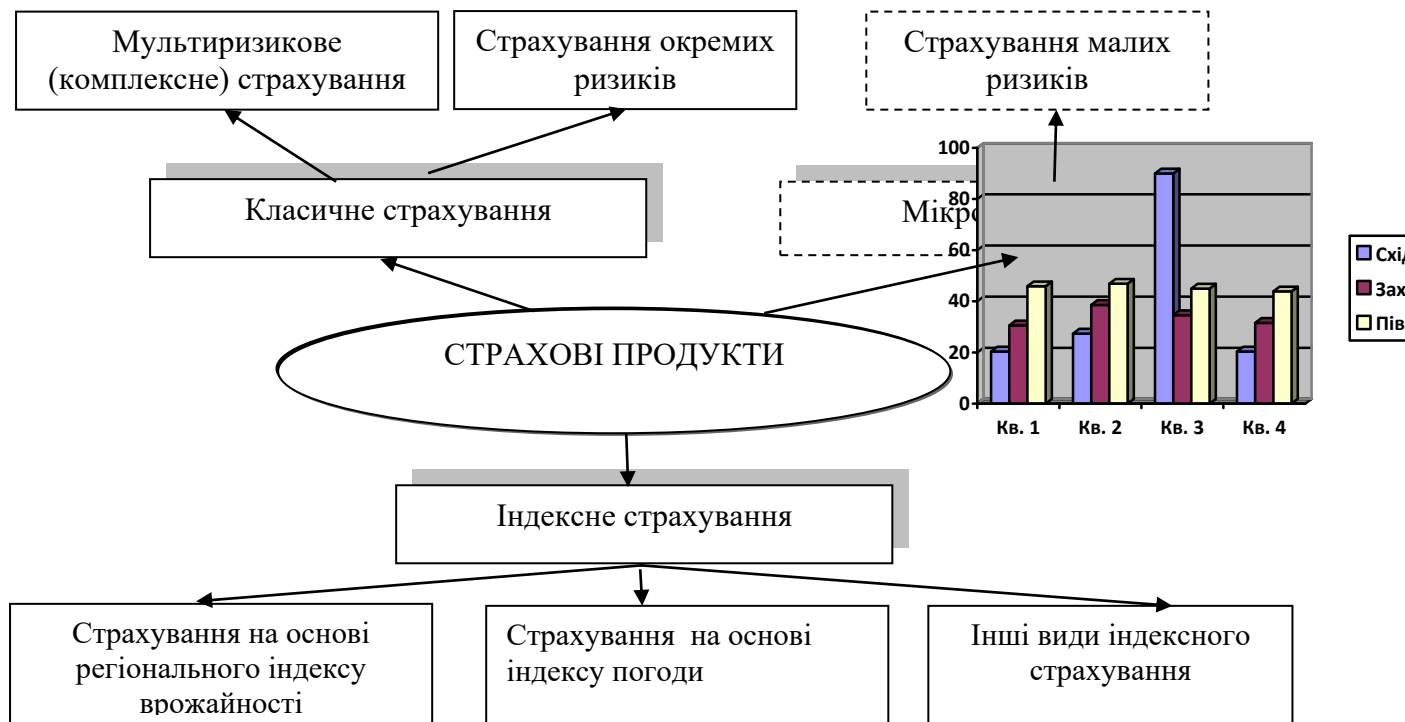 Мультиризикове
(комплексне) страхування
Страхування окремих
ризиків
Страхування малих
ризиків
Класичне страхування
СТРАХОВІ ПРОДУКТИ
100
80
60
40
20
0
Кв. 1 Кв. 2 Кв. 3 Кв. 4
Індексне страхування
Страхування на основі
регіонального індексу
врожайності
Страхування на основі
індексу погоди
Інші види індексного
страхування